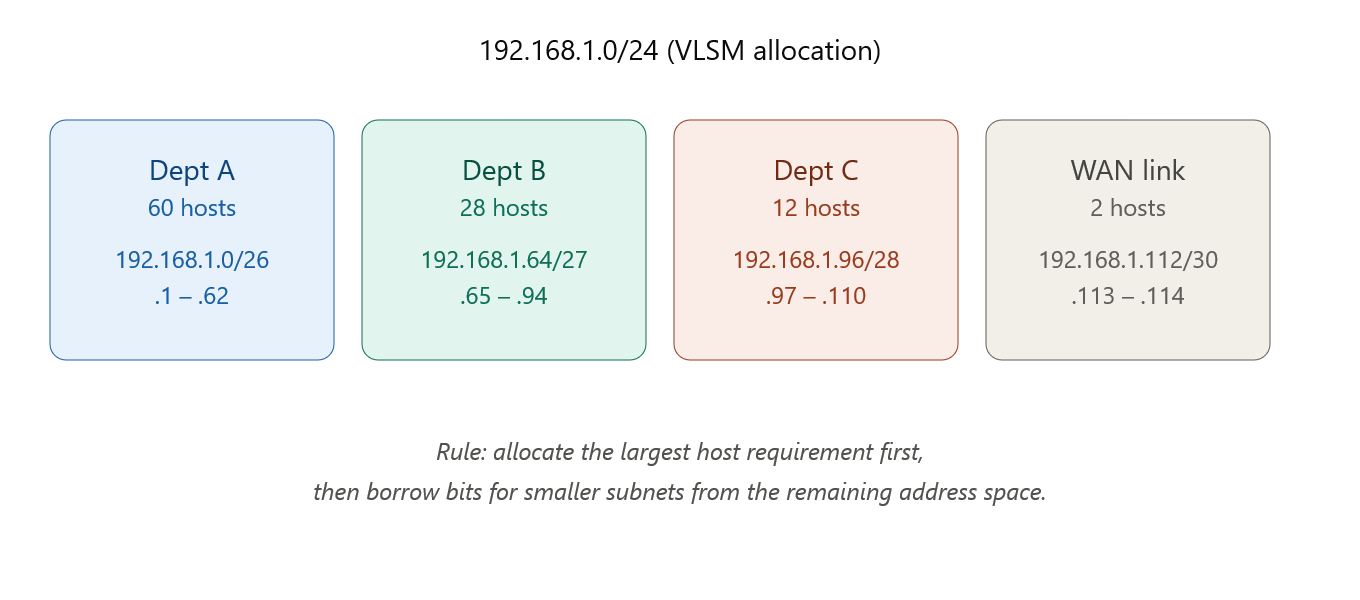 192.168.1.0/24 (VLSM allocation)
Dept A
60 hosts
192.168.1.0/26
.1 – .62
Dept B
28 hosts
192.168.1.64/27
.65 – .94
Dept C
12 hosts
192.168.1.96/28
.97 – .110
WAN link
2 hosts
192.168.1.112/30
.113 – .114
Rule: allocate the largest host requirement first,
then borrow bits for smaller subnets from the remaining address space.